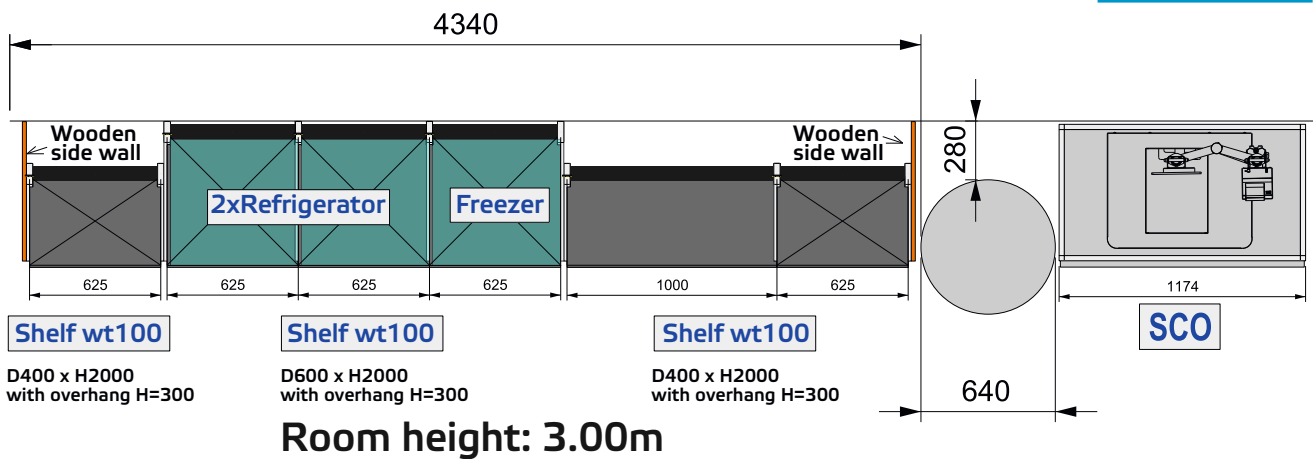 4340
Wooden
side wall
Wooden
side wall
280
2xRefrigerator
Freezer
625
625
625
625
1000
625
1174
Shelf wt100
Shelf wt100
Shelf wt100
SCO
D400 x H2000
with overhang H=300
D600 x H2000
with overhang H=300
D400 x H2000
with overhang H=300
640
Room height: 3.00m